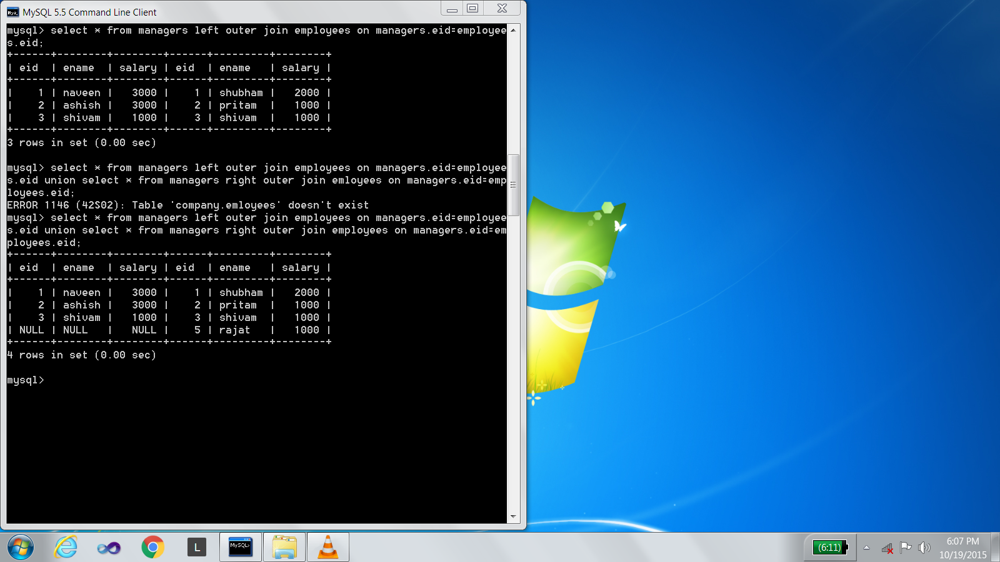 MySQL 5.5 Command Line Client
mysql> select * from managers left outer join employees on managers.eid=employee
s.eid;
+------+--------+--------+------+---------+--------+
| eid  | ename  | salary | eid  | ename   | salary |
+------+--------+--------+------+---------+--------+
|    1 | naveen |   3000 |    1 | shubham |   2000 |
|    2 | ashish |   3000 |    2 | pritam  |   1000 |
|    3 | shivam |   1000 |    3 | shivam  |   1000 |
+------+--------+--------+------+---------+--------+
3 rows in set (0.00 sec)
mysql> select * from managers left outer join employees on managers.eid=employee
s.eid union select * from managers right outer join emloyees on managers.eid=emp
loyees.eid;
ERROR 1146 (42S02): Table 'company.emloyees' doesn't exist
mysql> select * from managers left outer join employees on managers.eid=employee
s.eid union select * from managers right outer join employees on managers.eid=em
ployees.eid;
+------+--------+--------+------+---------+--------+
| eid  | ename  | salary | eid  | ename   | salary |
+------+--------+--------+------+---------+--------+
|    1 | naveen |   3000 |    1 | shubham |   2000 |
|    2 | ashish |   3000 |    2 | pritam  |   1000 |
|    3 | shivam |   1000 |    3 | shivam  |   1000 |
| NULL | NULL   |   NULL |    5 | rajat   |   1000 |
+------+--------+--------+------+---------+--------+
4 rows in set (0.00 sec)
mysql>
L
MySQL>
(6:11)
6:07 PM
10/19/2015